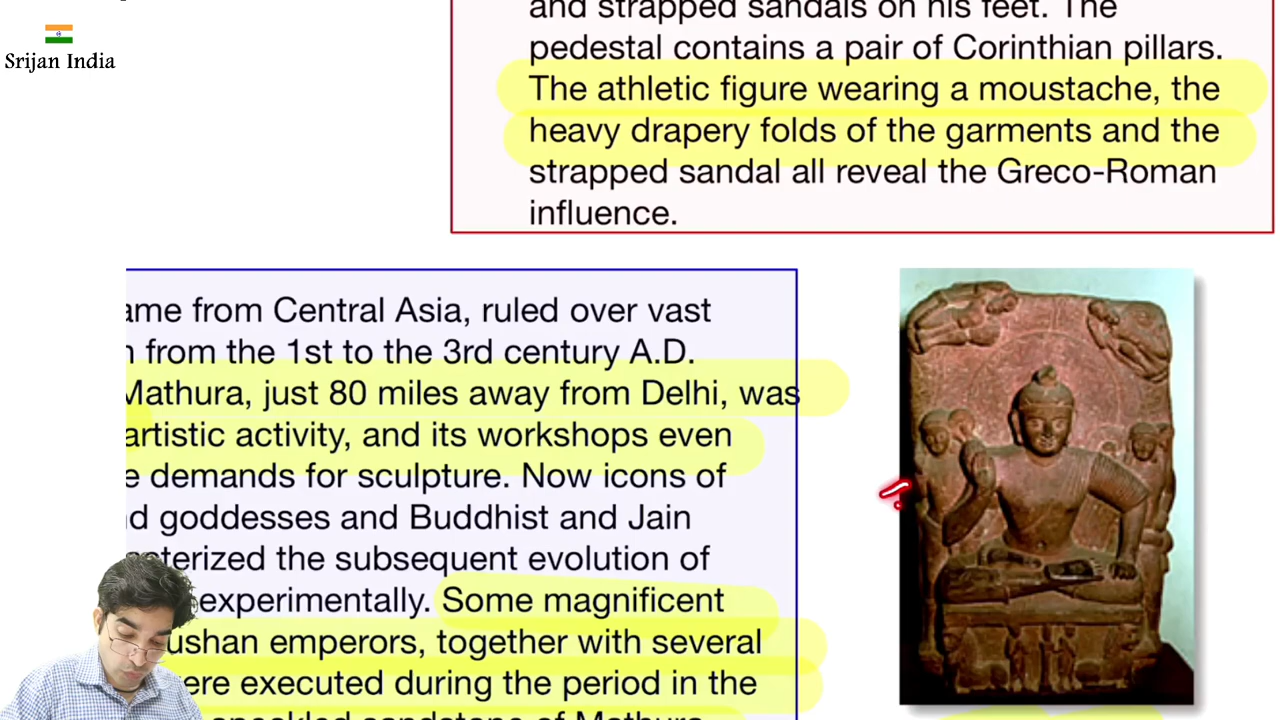 Srijan India
and strapped sandals on his feet. The
pedestal contains a pair of Corinthian pillars.
The athletic figure wearing a moustache, the
heavy drapery folds of the garments and the
strapped sandal all reveal the Greco-Roman
influence.
ame from Central Asia, ruled over vast
from the 1st to the 3rd century A.D.
Mathura, just 80 miles away from Delhi, was
artistic activity, and its workshops even
e demands for sculpture. Now icons of
d goddesses and Buddhist and Jain
cterized the subsequent evolution of
experimentally. Some magnificent
ushan emperors, together with several
ere executed during the period in the
speckled sandstone of Mathura